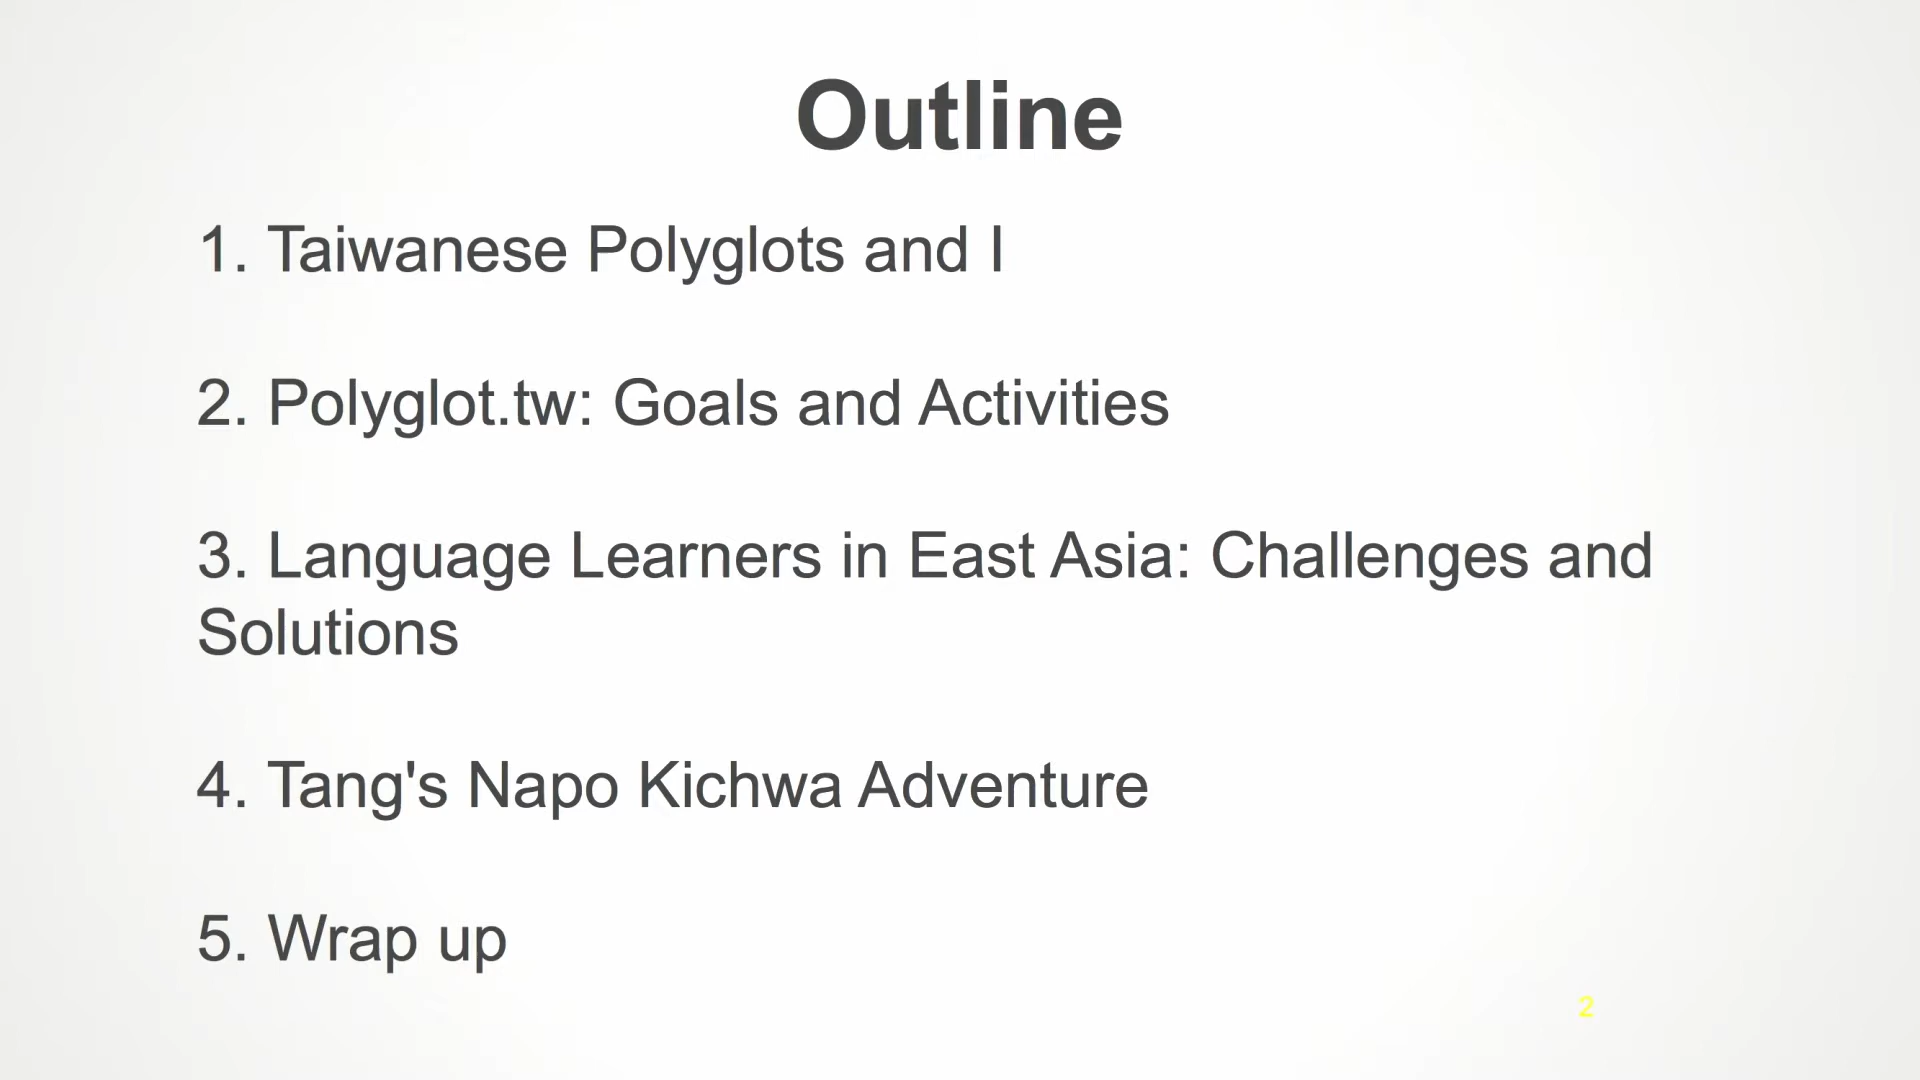 Outline
1. Taiwanese Polyglots and I
2. Polyglot.tw: Goals and Activities
3. Language Learners in East Asia: Challenges and
Solutions
4. Tang's Napo Kichwa Adventure
5. Wrap up
2